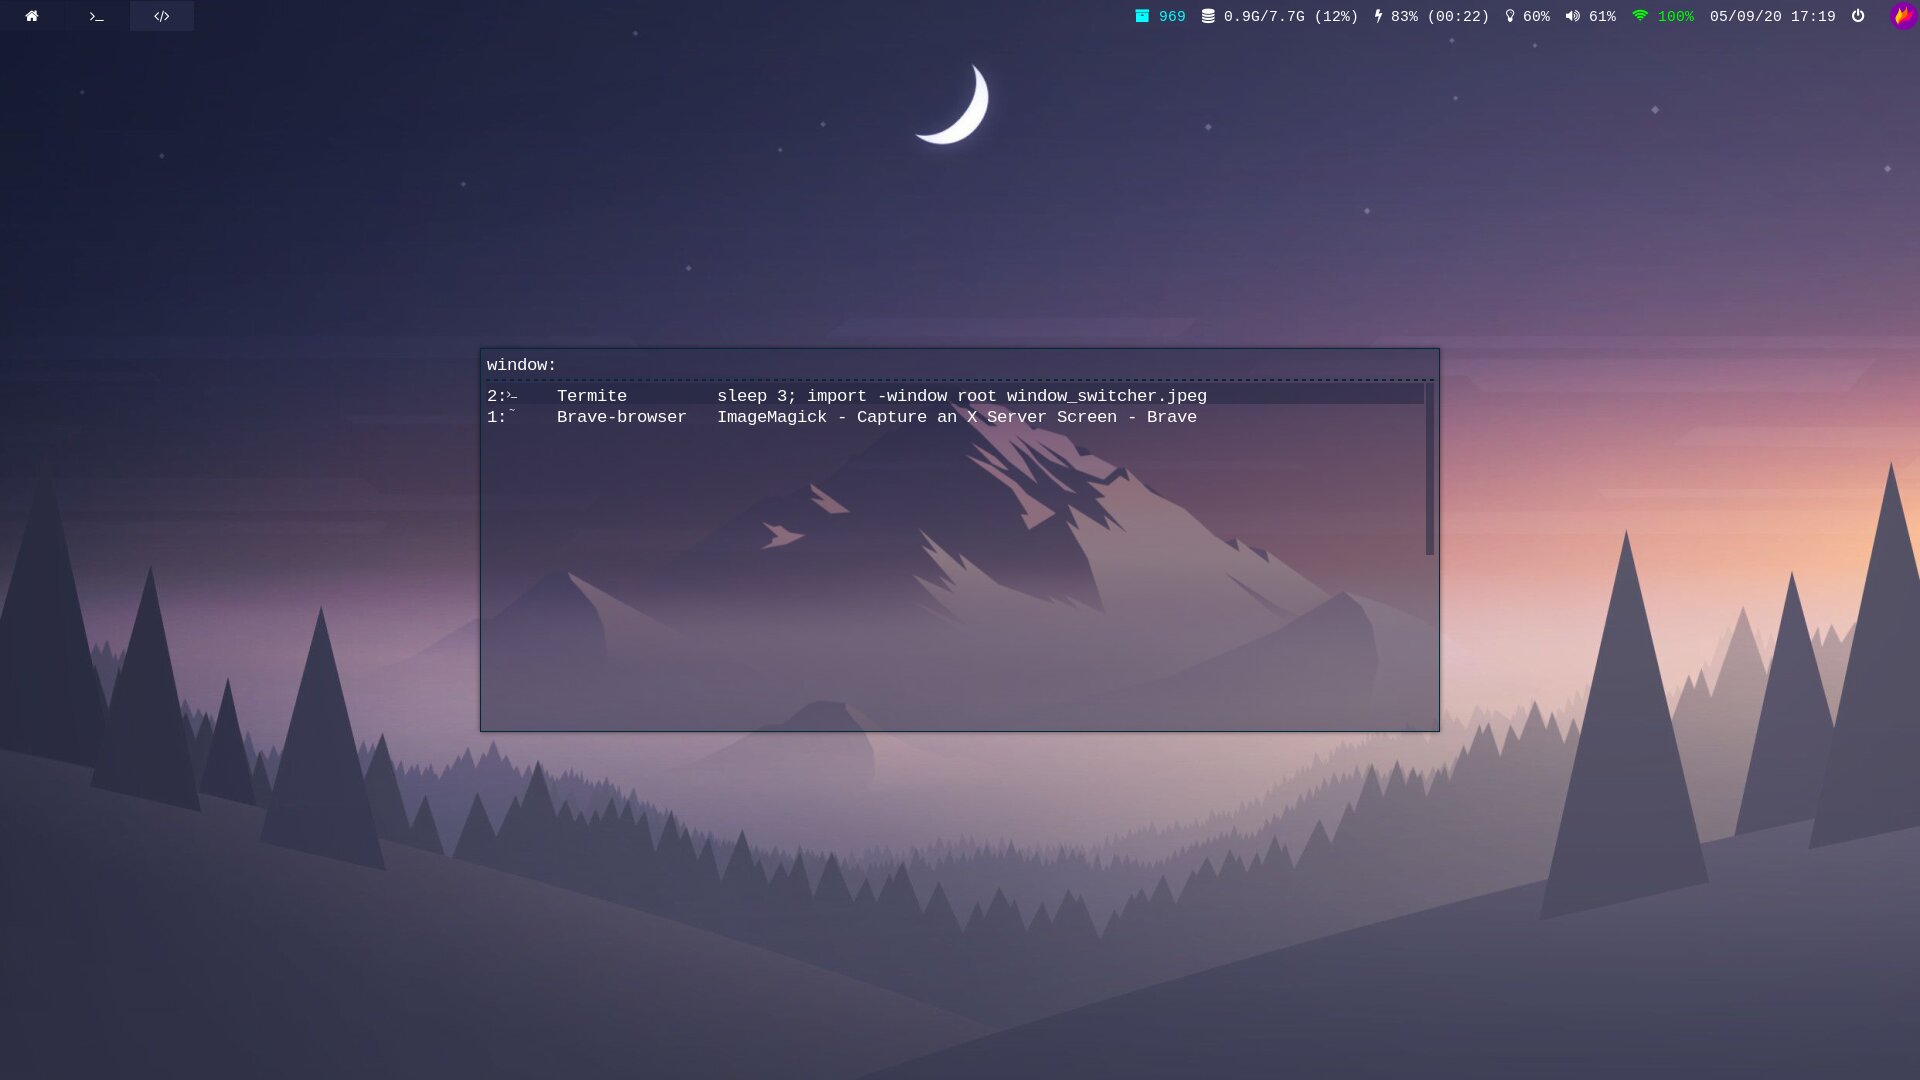 969 0.9G/7.7G (12%) 83% (00:22) 60% 61% 100% 05/09/20 17:19
window:
2: Termite sleep 3; import -window root window_switcher.jpeg
1: Brave-browser ImageMagick - Capture an X Server Screen - Brave